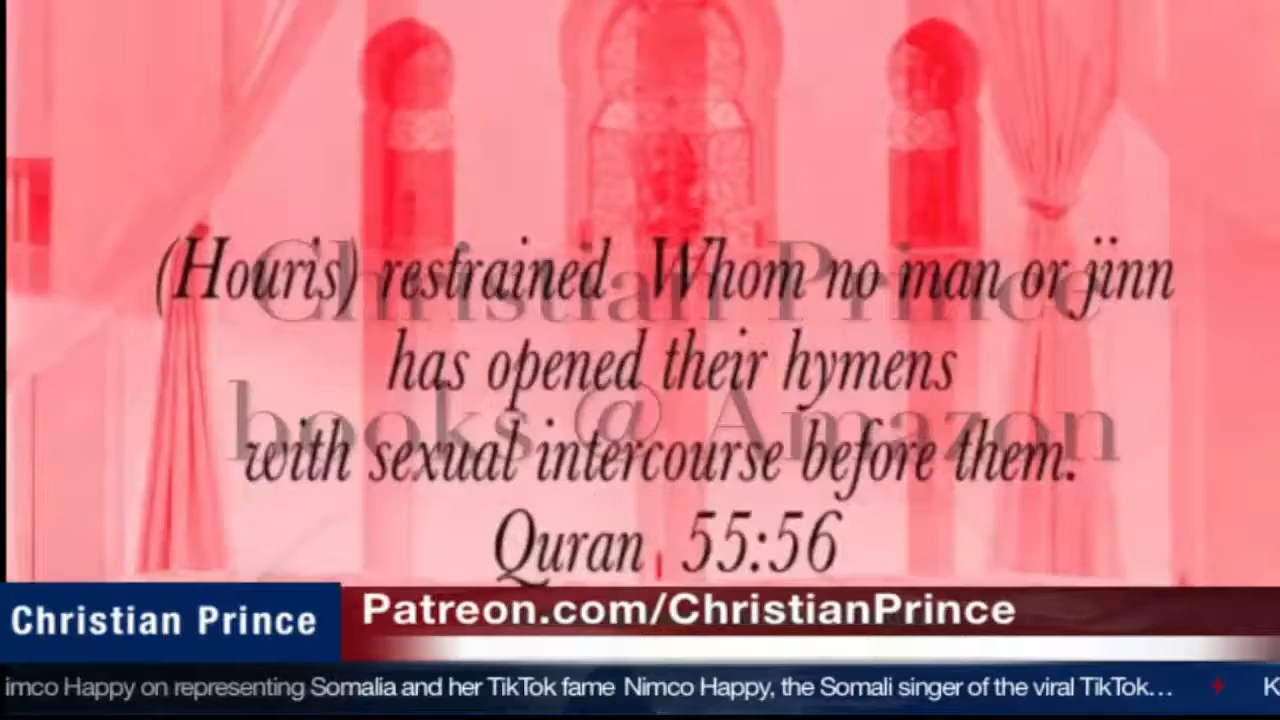 (Houris) restrained Whom no man or jinn
Christian Prince
has opened their hymens
books @ Amazon
with sexual intercourse before them.
Quran 55:56
Christian Prince
Patreon.com/ChristianPrince
imco Happy on representing Somalia and her TikTok fame Nimco Happy, the Somali singer of the viral TikTok... K